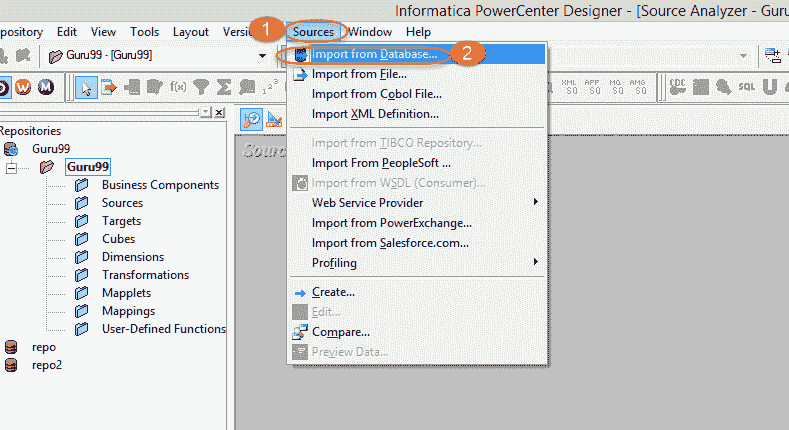 Informatica PowerCenter Designer - [Source Analyzer - Guru
pository Edit View Tools Layout Versi Sources Window Help
1
Guru99 - [Guru99]
Import from Database...
2
Import from File...
Import from Cobol File...
Import XML Definition...
Import from TIBCO Repository...
Import From PeopleSoft ...
Import from WSDL (Consumer)...
Web Service Provider
Import from PowerExchange...
Import from Salesforce.com...
Profiling
Create...
Edit...
Compare...
Preview Data...
W M
f(x) Σ 123
XML SQ APP SQ MQ SQ CDC SQL U
Repositories
Guru99
Guru99
Business Components
Sources
Targets
Cubes
Dimensions
Transformations
Mapplets
Mappings
User-Defined Functions
repo
repo2
Sourc